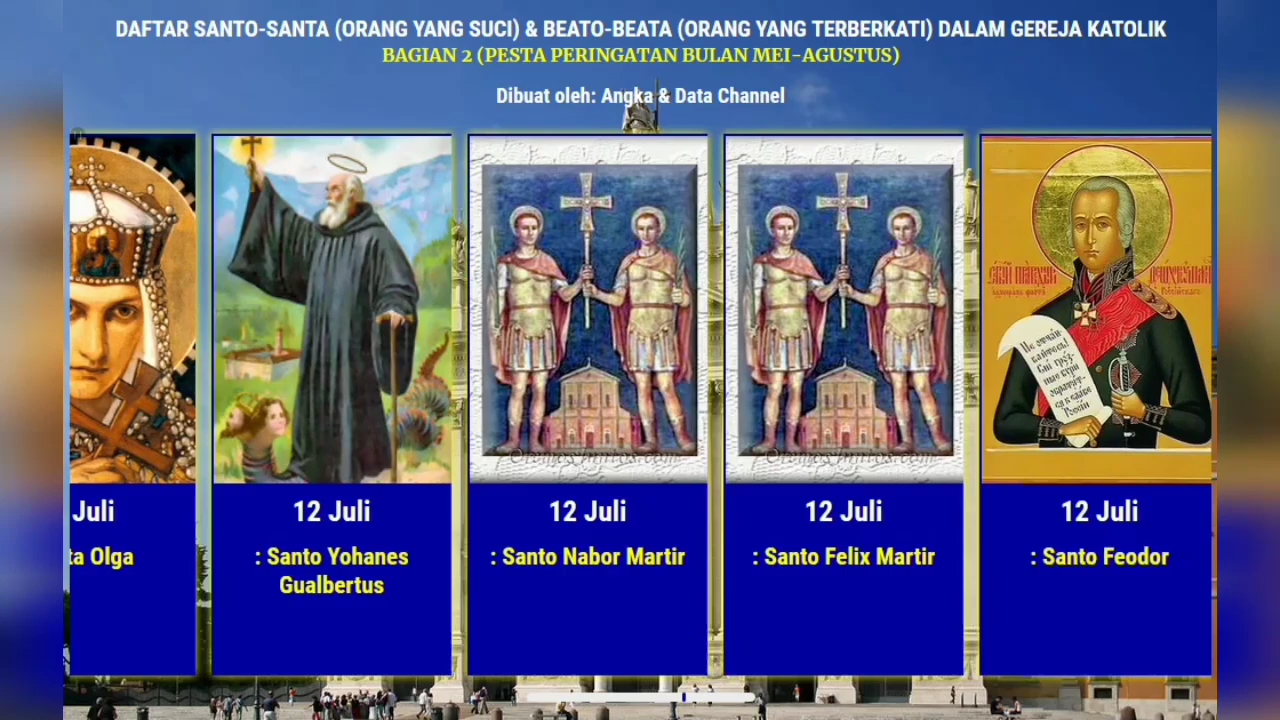 DAFTAR SANTO-SANTA (ORANG YANG SUCI) & BEATO-BEATA (ORANG YANG TERBERKATI) DALAM GEREJA KATOLIK
BAGIAN 2 (PESTA PERINGATAN BULAN MEI-AGUSTUS)
Dibuat oleh: Angka & Data Channel
Juli
ta Olga
12 Juli
: Santo Yohanes
Gualbertus
12 Juli
: Santo Nabor Martir
12 Juli
: Santo Felix Martir
12 Juli
: Santo Feodor